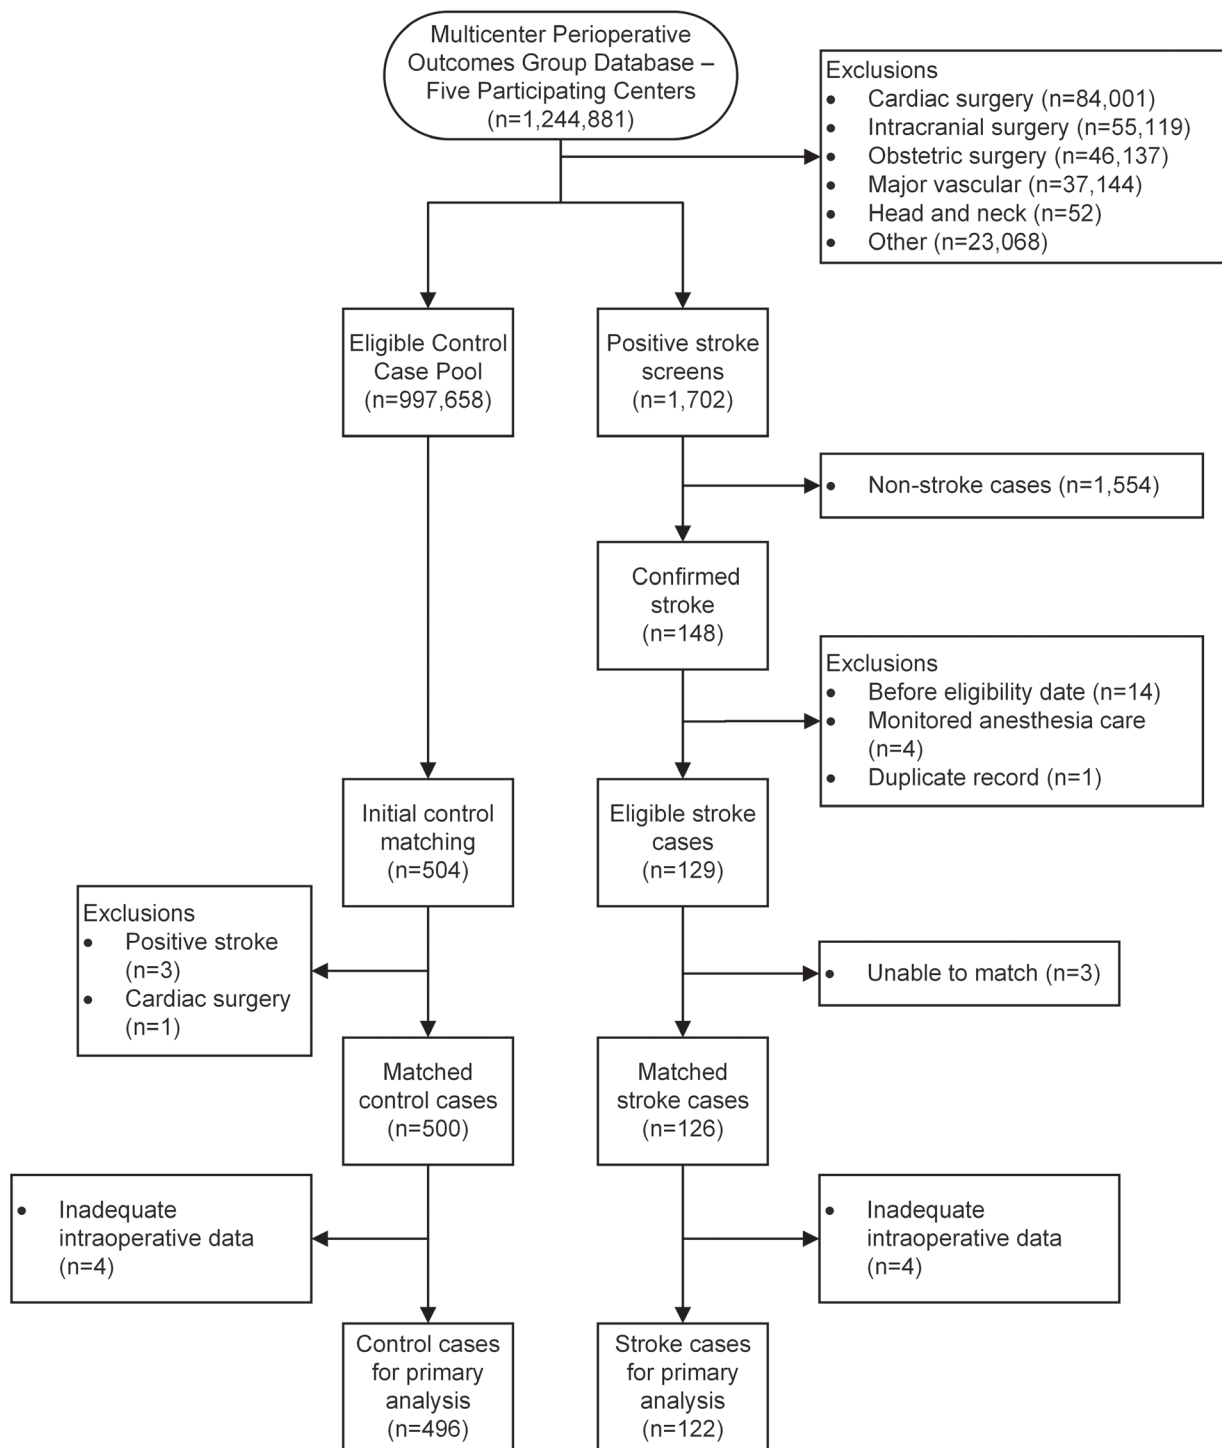 Multicenter Perioperative
Outcomes Group Database –
Five Participating Centers
(n=1,244,881)
Exclusions
• Cardiac surgery (n=84,001)
• Intracranial surgery (n=55,119)
• Obstetric surgery (n=46,137)
• Major vascular (n=37,144)
• Head and neck (n=52)
• Other (n=23,068)
Eligible Control
Case Pool
(n=997,658)
Positive stroke
screens
(n=1,702)
• Non-stroke cases (n=1,554)
Confirmed
stroke
(n=148)
Exclusions
• Before eligibility date (n=14)
• Monitored anesthesia care
(n=4)
• Duplicate record (n=1)
Initial control
matching
(n=504)
Eligible stroke
cases
(n=129)
Exclusions
• Positive stroke
(n=3)
• Cardiac surgery
(n=1)
• Unable to match (n=3)
Matched
control cases
(n=500)
Matched
stroke cases
(n=126)
• Inadequate
intraoperative data
(n=4)
• Inadequate
intraoperative data
(n=4)
Control cases
for primary
analysis
(n=496)
Stroke cases
for primary
analysis
(n=122)